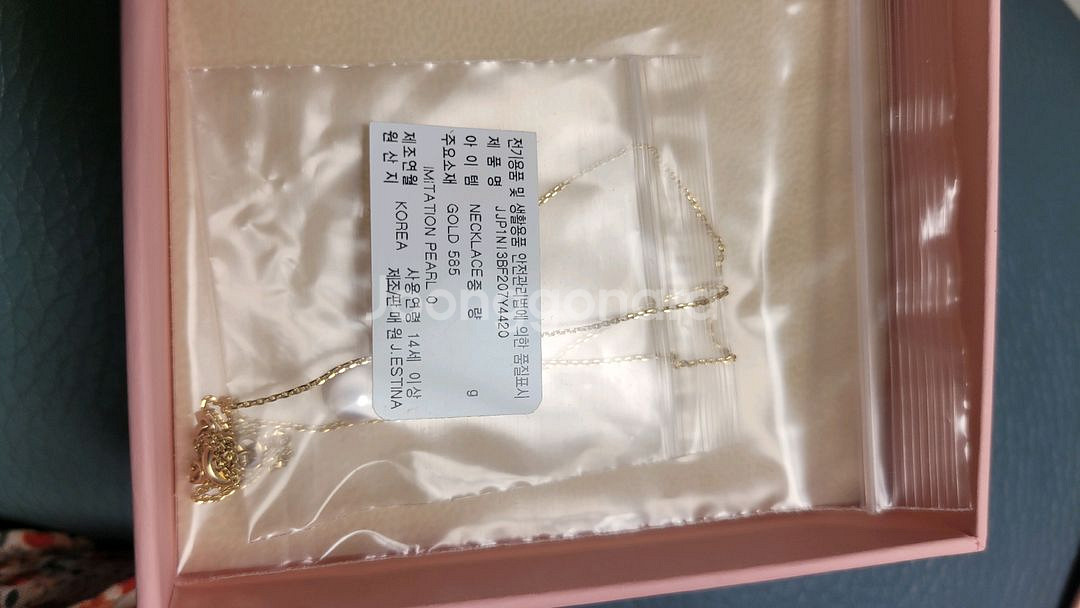 전기용품 및 생활용품 안전관리법에 의한 품질표시
제 품 명 JJP1NI3BF207Y4420
아 이 템 NECKLACE 중 량 g
주요소재 GOLD 585
IMITATION PEARL 0
제조연월 사용연령 14세 이상
원 산 지 KOREA 제조/판매원 J.ESTINA
Joonggonara